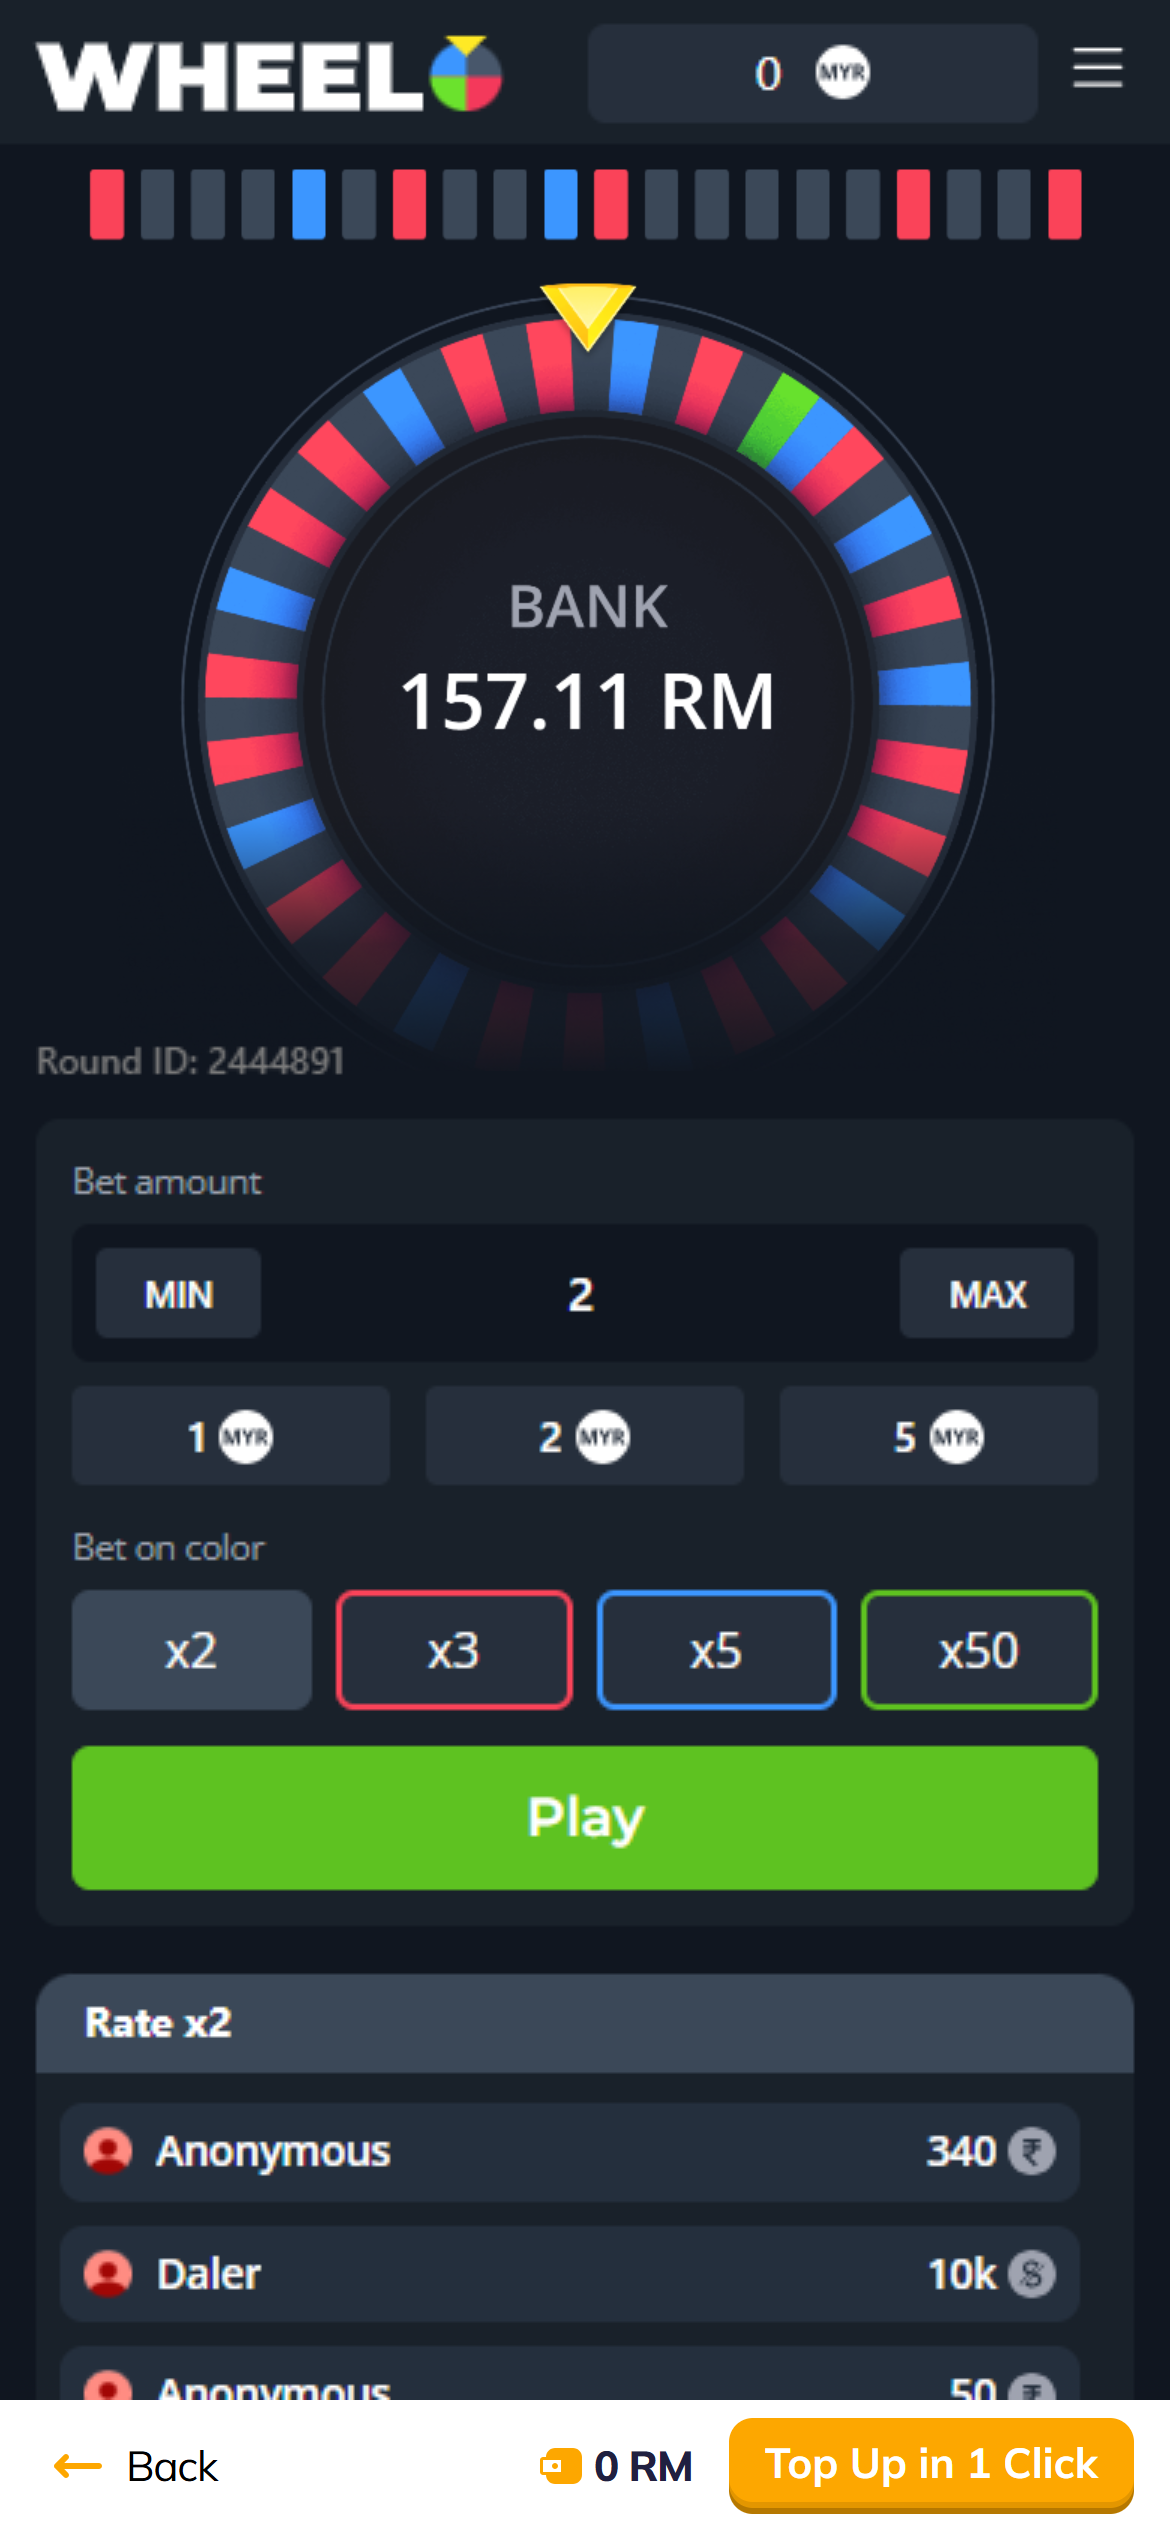 WHEEL
0 MYR
BANK
157.11 RM
Round ID: 2444891
Bet amount
MIN 2 MAX
1 MYR 2 MYR 5 MYR
Bet on color
x2 x3 x5 x50
Play
Rate x2
Anonymous 340 ₹
Daler 10k $
Anonymous 50 ₹
Back 0 RM Top Up in 1 Click